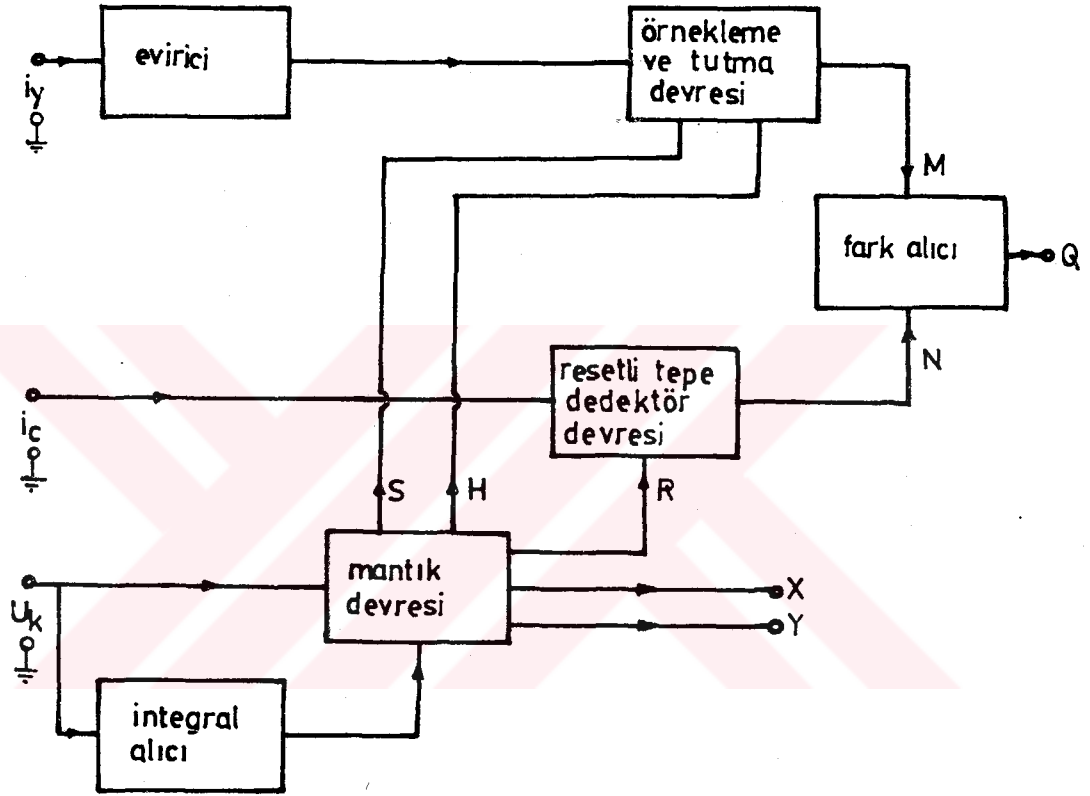 evirici
örnekleme
ve tutma
devresi
iy
M
fark alıcı
Q
N
resetli tepe
dedektör
devresi
ic
S
H
R
mantık
devresi
X
Y
Uk
integral
alıcı